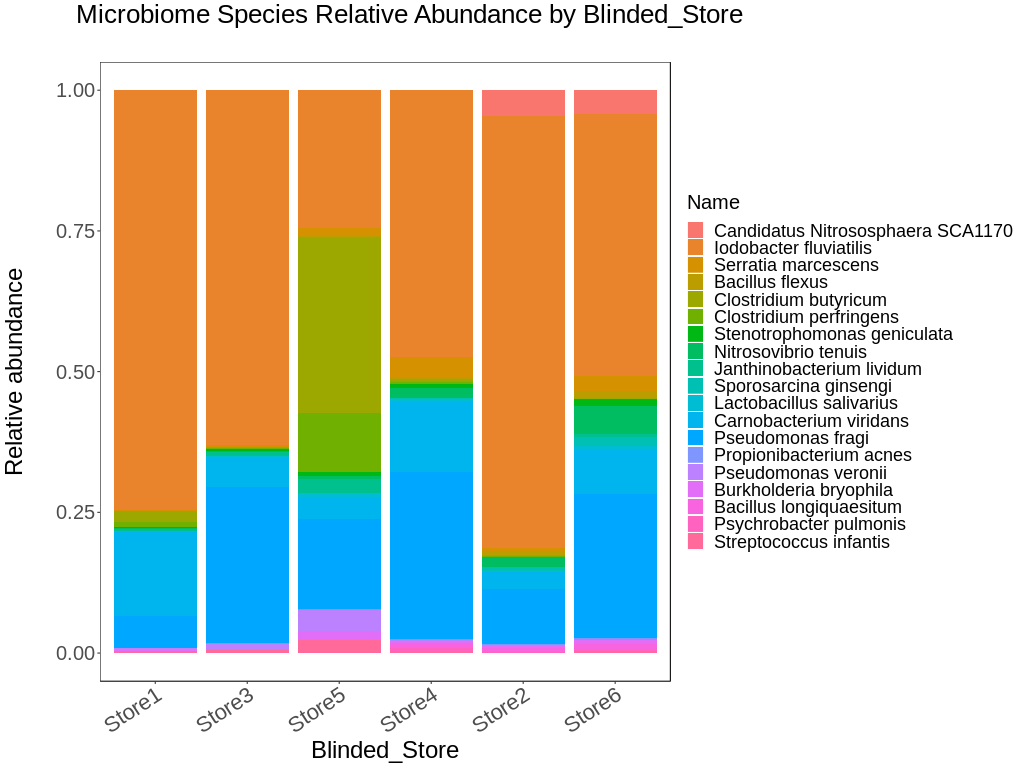 Microbiome Species Relative Abundance by Blinded_Store
Relative abundance
1.00
0.75
0.50
0.25
0.00
Store1
Store3
Store5
Store4
Store2
Store6
Blinded_Store
Name
Candidatus Nitrososphaera SCA1170
Iodobacter fluviatilis
Serratia marcescens
Bacillus flexus
Clostridium butyricum
Clostridium perfringens
Stenotrophomonas geniculata
Nitrosovibrio tenuis
Janthinobacterium lividum
Sporosarcina ginsengi
Lactobacillus salivarius
Carnobacterium viridans
Pseudomonas fragi
Propionibacterium acnes
Pseudomonas veronii
Burkholderia bryophila
Bacillus longiquaesitum
Psychrobacter pulmonis
Streptococcus infantis